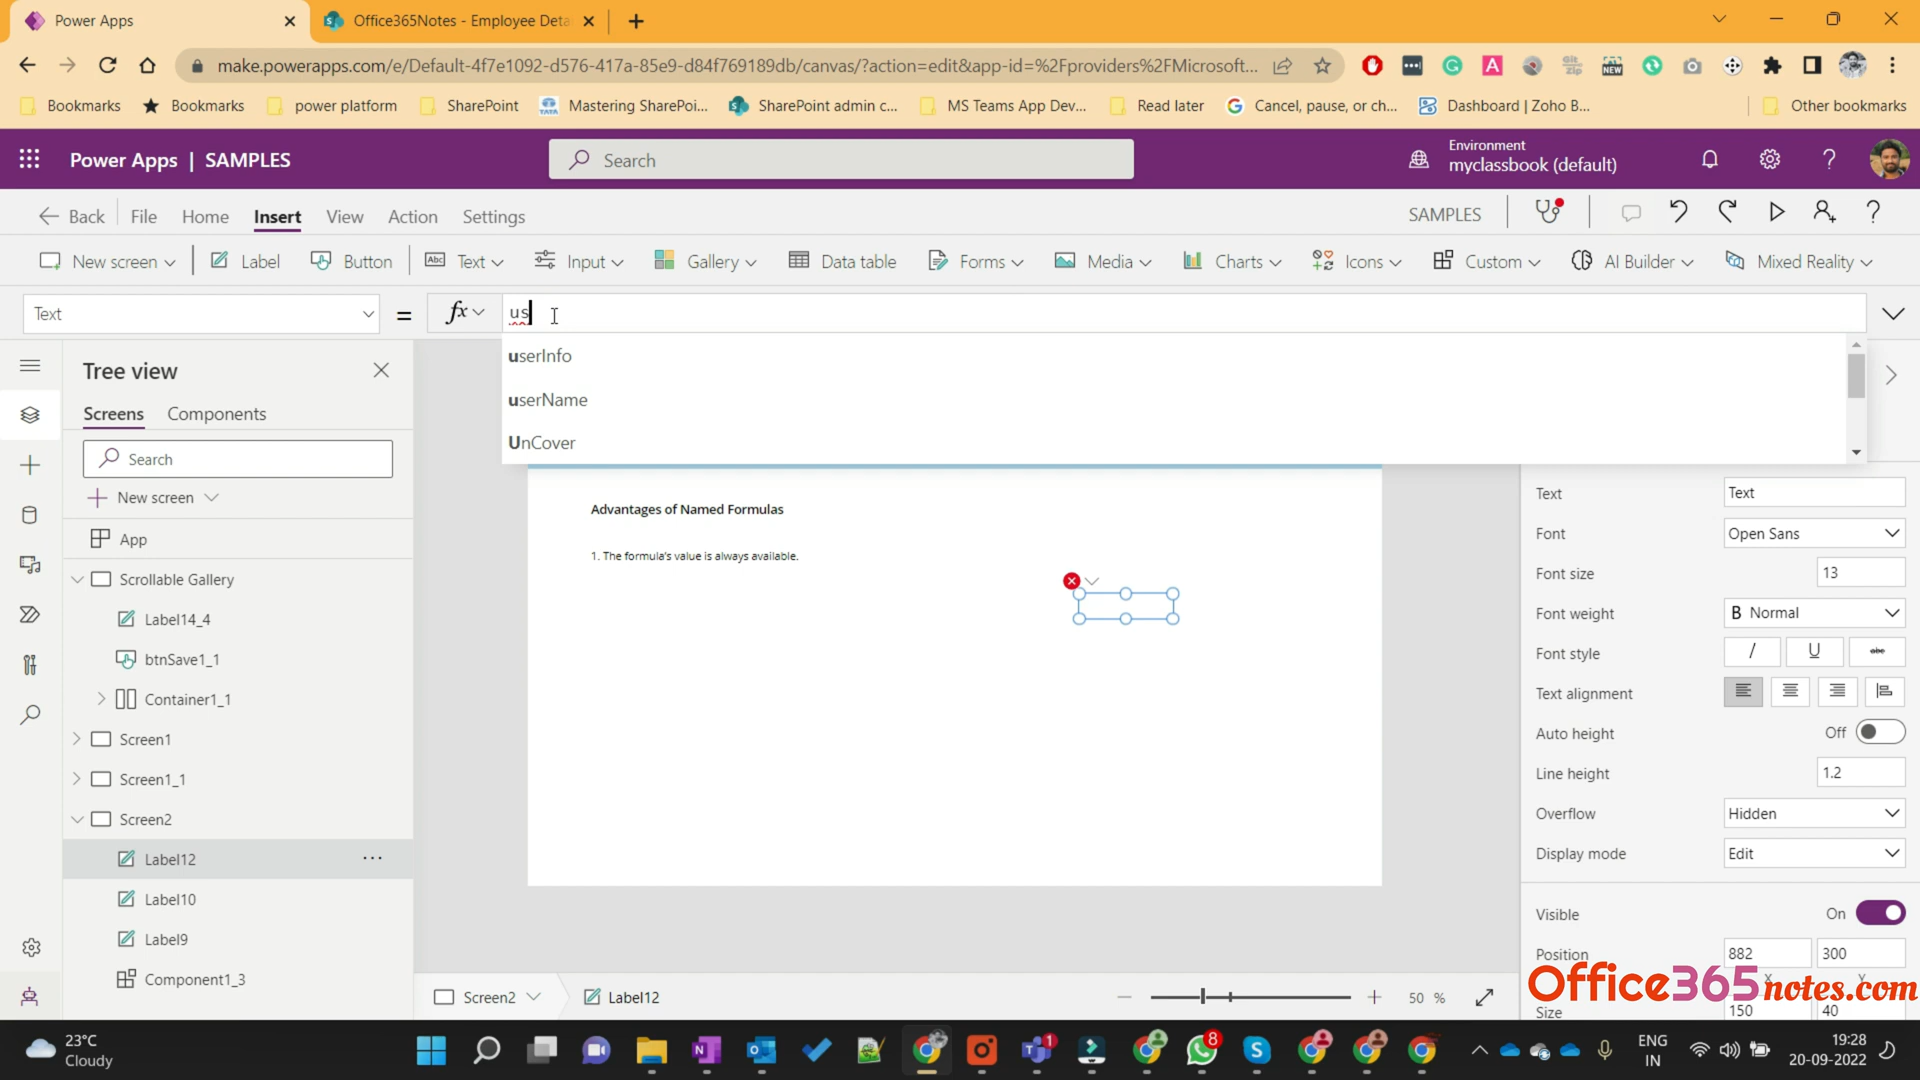 Power Apps
Office365Notes - Employee Deta
make.powerapps.com/e/Default-4f7e1092-d576-417a-85e9-d84f769189db/canvas/?action=edit&app-id=%2Fproviders%2FMicrosoft...
Bookmarks
Bookmarks
power platform
SharePoint
Mastering SharePoi...
SharePoint admin c...
MS Teams App Dev...
Read later
Cancel, pause, or ch...
Dashboard | Zoho B...
Other bookmarks
Power Apps | SAMPLES
Search
Environment
myclassbook (default)
Back
File
Home
Insert
View
Action
Settings
SAMPLES
New screen
Label
Button
Text
Input
Gallery
Data table
Forms
Media
Charts
Icons
Custom
AI Builder
Mixed Reality
Text
=
fx
us
userInfo
userName
UnCover
Tree view
Screens
Components
Search
New screen
App
Scrollable Gallery
Label14_4
btnSave1_1
Container1_1
Screen1
Screen1_1
Screen2
Label12
Label10
Label9
Component1_3
Advantages of Named Formulas
1. The formula's value is always available.
Text
Text
Font
Open Sans
Font size
13
Font weight
B Normal
Font style
/ U abc
Text alignment
Auto height
Off
Line height
1.2
Overflow
Hidden
Display mode
Edit
Visible
On
Position
882
300
X
Y
Size
150
40
Office365notes.com
Screen2
Label12
50 %
23°C
Cloudy
1
8
ENG
IN
19:28
20-09-2022